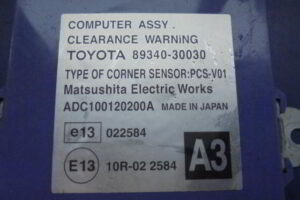 COMPUTER ASSY.
CLEARANCE WARNING
TOYOTA 89340-30030
TYPE OF CORNER SENSOR:PCS-V01
Matsushita Electric Works
ADC100120200A MADE IN JAPAN
e13 022584
E13 10R-02 2584 A3